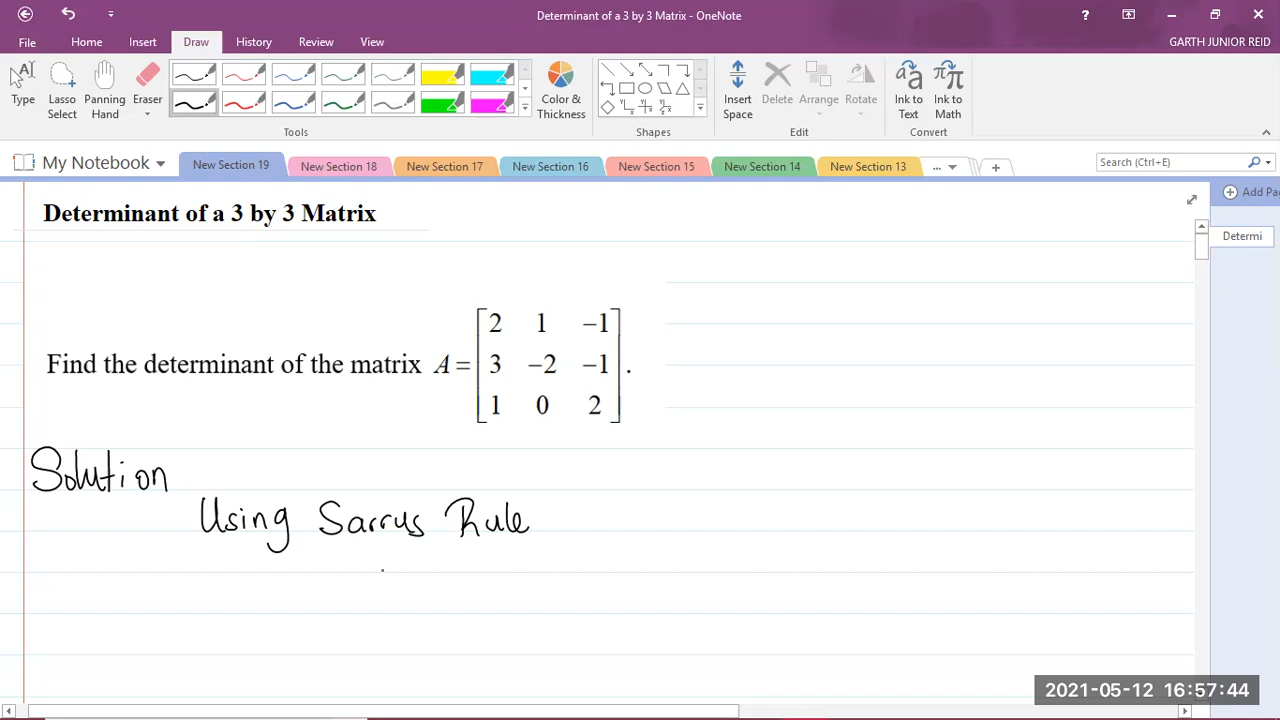 Determinant of a 3 by 3 Matrix - OneNote
File Home Insert Draw History Review View GARTH JUNIOR REID
Type Lasso Select Panning Hand Eraser Color & Thickness Insert Space Delete Arrange Rotate Ink to Text Ink to Math
Tools Shapes Edit Convert
My Notebook New Section 19 New Section 18 New Section 17 New Section 16 New Section 15 New Section 14 New Section 13 ... Search (Ctrl+E)
Add Pa
Determi
Determinant of a 3 by 3 Matrix
2 1 −1
Find the determinant of the matrix A = 3 −2 −1 .
1 0 2
Solution
Using Sarrus Rule
2021-05-12 16:57:44